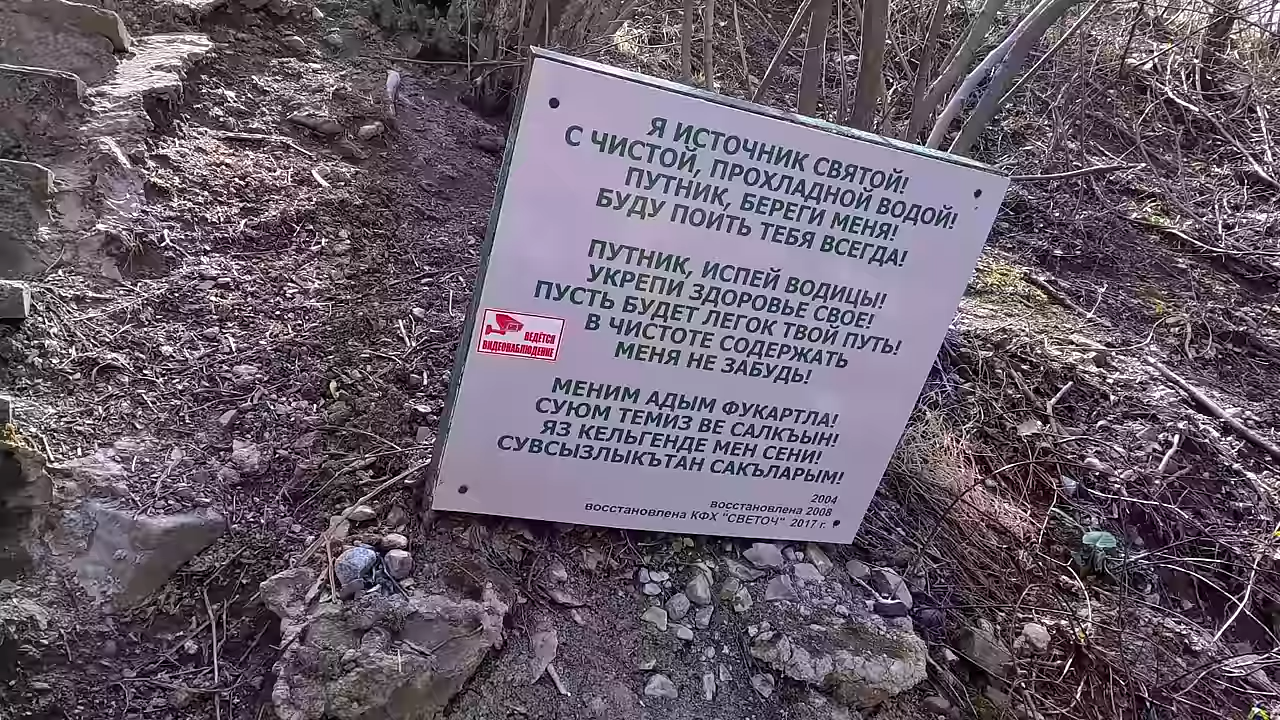 Я ИСТОЧНИК СВЯТОЙ!
С ЧИСТОЙ, ПРОХЛАДНОЙ ВОДОЙ!
ПУТНИК, БЕРЕГИ МЕНЯ!
БУДУ ПОИТЬ ТЕБЯ ВСЕГДА!
ПУТНИК, ИСПЕЙ ВОДИЦЫ!
УКРЕПИ ЗДОРОВЬЕ СВОЕ!
ПУСТЬ БУДЕТ ЛЕГОК ТВОЙ ПУТЬ!
В ЧИСТОТЕ СОДЕРЖАТЬ
МЕНЯ НЕ ЗАБУДЬ!
ВЕДЁТСЯ
ВИДЕОНАБЛЮДЕНИЕ
МЕНИМ АДЫМ ФУКАРТЛА!
СУЮМ ТЕМИЗ ВЕ САЛКЪЫН!
ЯЗ КЕЛЬГЕНДЕ МЕН СЕНИ!
СУВСЫЗЛЫКЪТАН САКЪЛАРЫМ!
2004
восстановлена 2008
восстановлена КФХ "СВЕТОЧ" 2017 г.